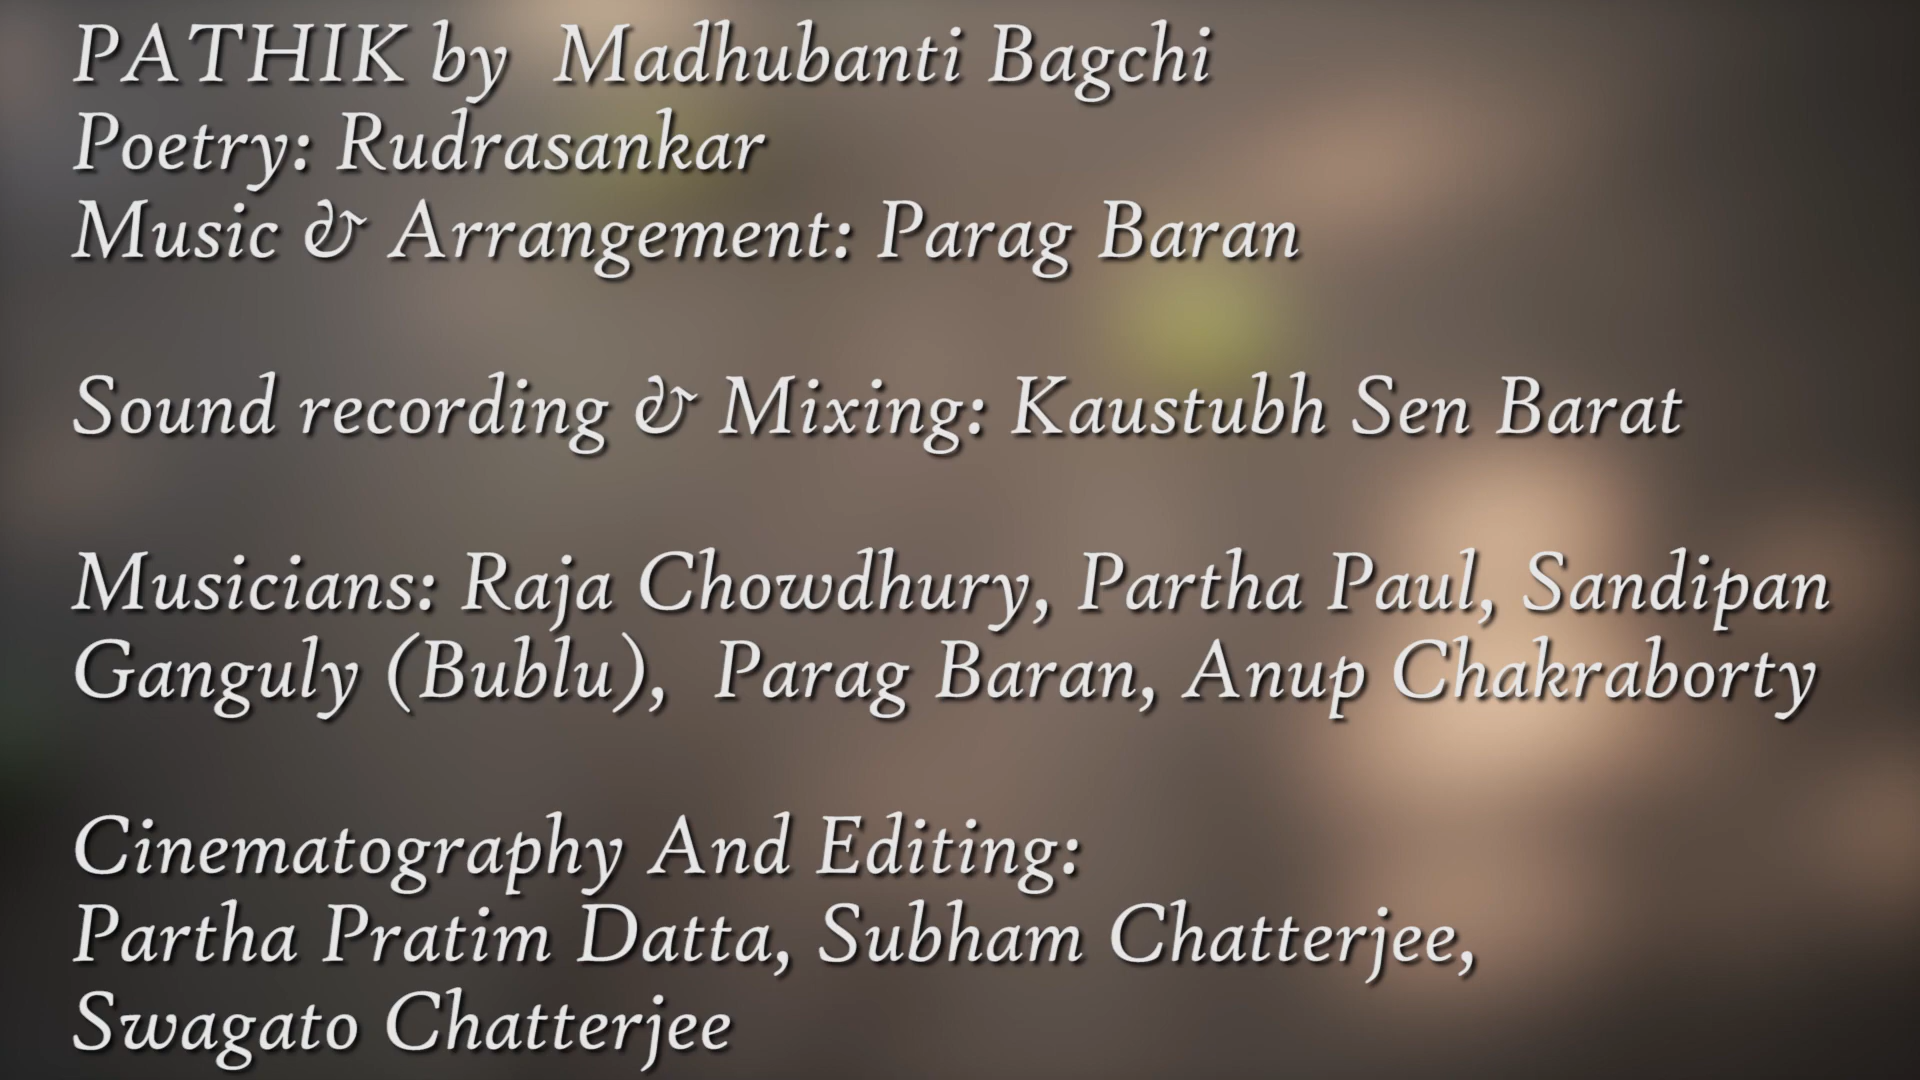 PATHIK by Madhubanti Bagchi
Poetry: Rudrasankar
Music & Arrangement: Parag Baran
Sound recording & Mixing: Kaustubh Sen Barat
Musicians: Raja Chowdhury, Partha Paul, Sandipan
Ganguly (Bublu), Parag Baran, Anup Chakraborty
Cinematography And Editing:
Partha Pratim Datta, Subham Chatterjee,
Swagato Chatterjee